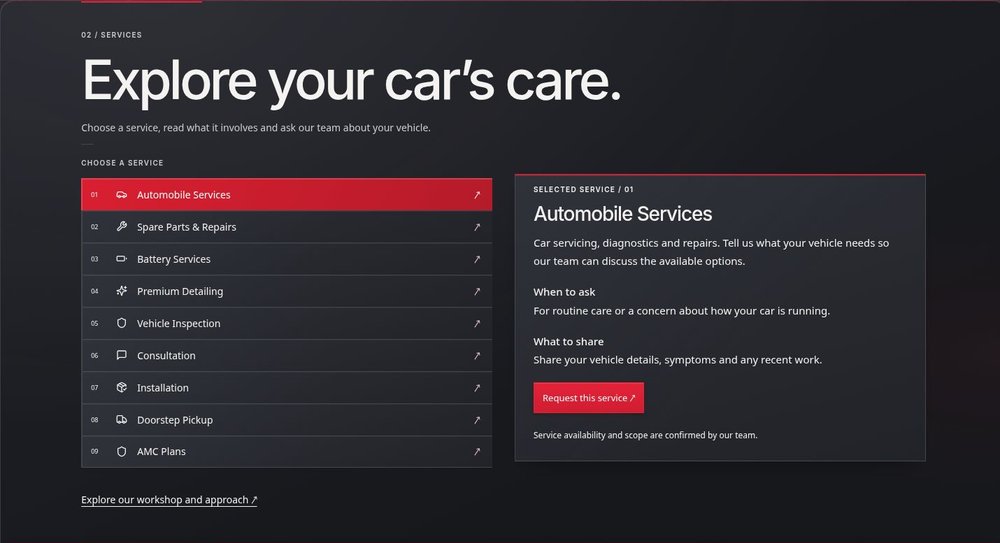 02 / SERVICES
Explore your car’s care.
Choose a service, read what it involves and ask our team about your vehicle.
CHOOSE A SERVICE
01 Automobile Services ↗
02 Spare Parts & Repairs ↗
03 Battery Services ↗
04 Premium Detailing ↗
05 Vehicle Inspection ↗
06 Consultation ↗
07 Installation ↗
08 Doorstep Pickup ↗
09 AMC Plans ↗
Explore our workshop and approach ↗
SELECTED SERVICE / 01
Automobile Services
Car servicing, diagnostics and repairs. Tell us what your vehicle needs so
our team can discuss the available options.
When to ask
For routine care or a concern about how your car is running.
What to share
Share your vehicle details, symptoms and any recent work.
Request this service ↗
Service availability and scope are confirmed by our team.